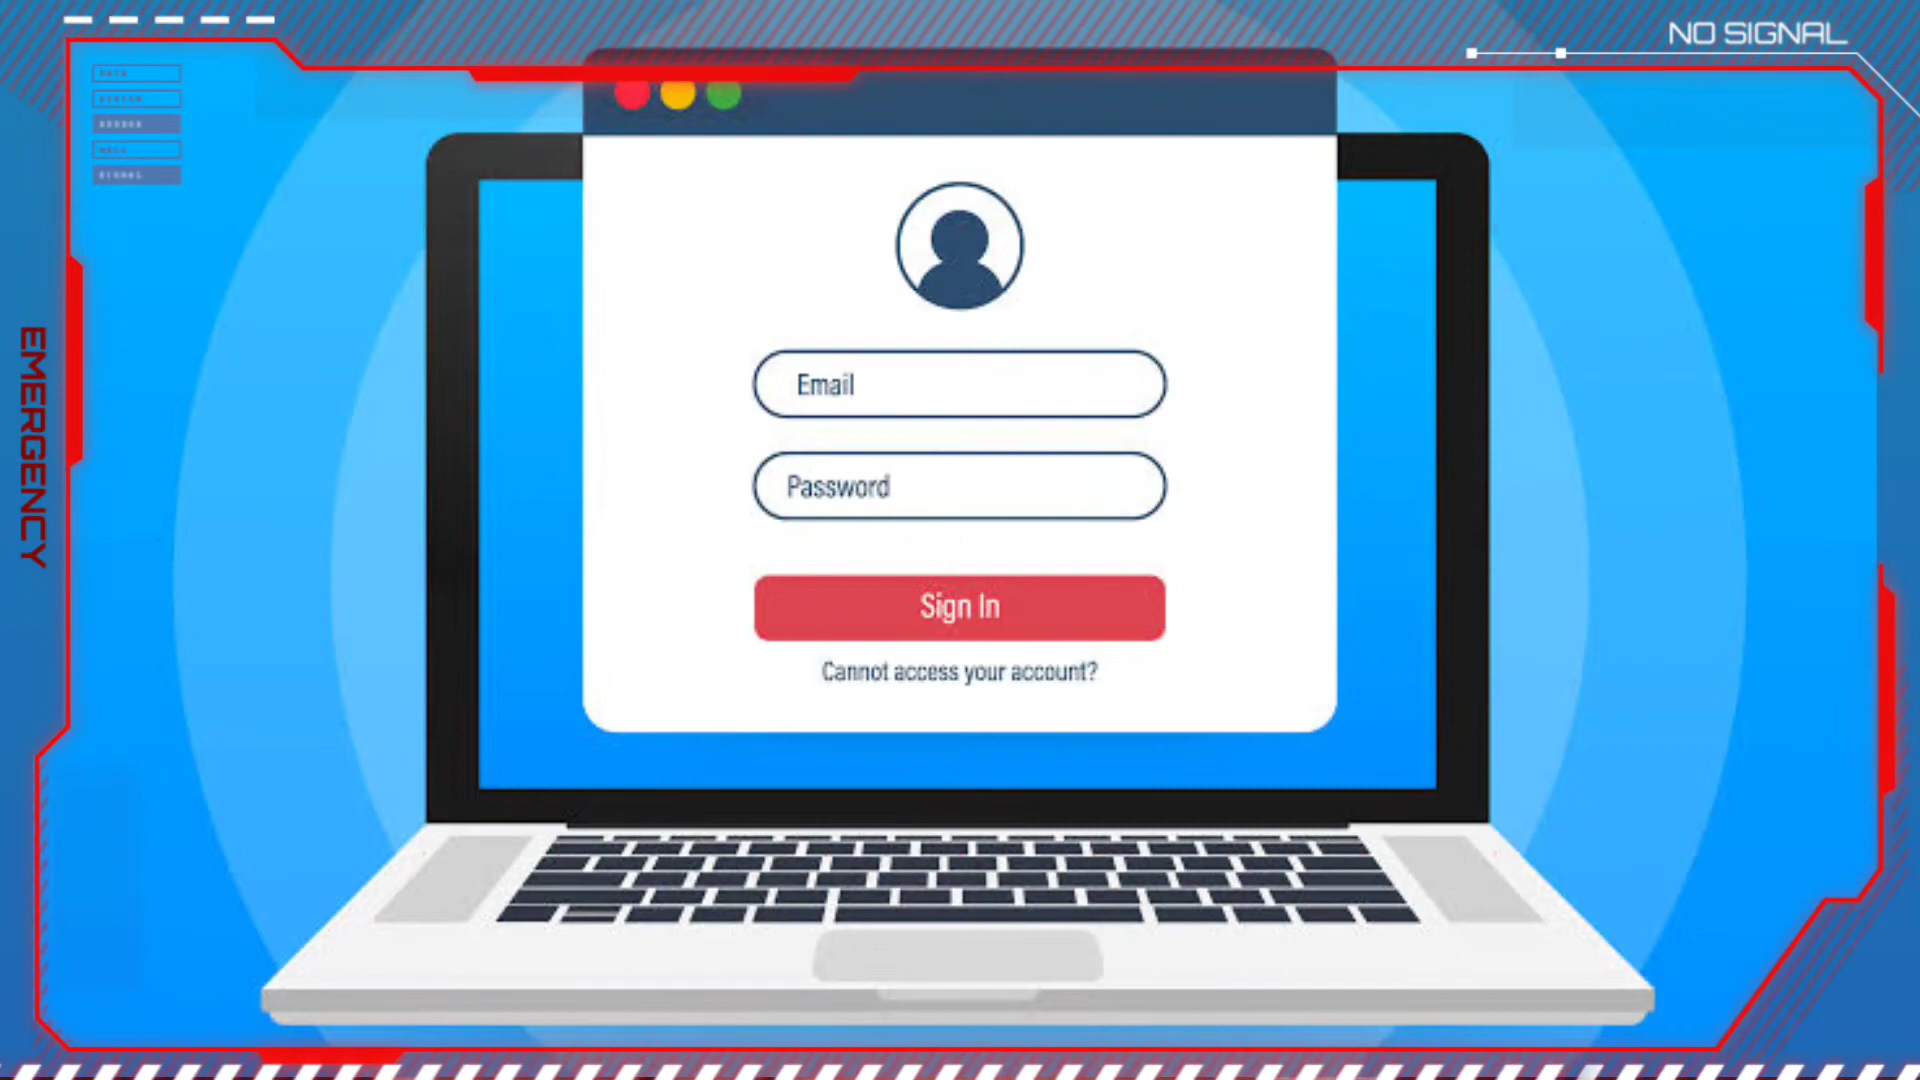 NO SIGNAL
EMERGENCY
Email
Password
Sign In
Cannot access your account?